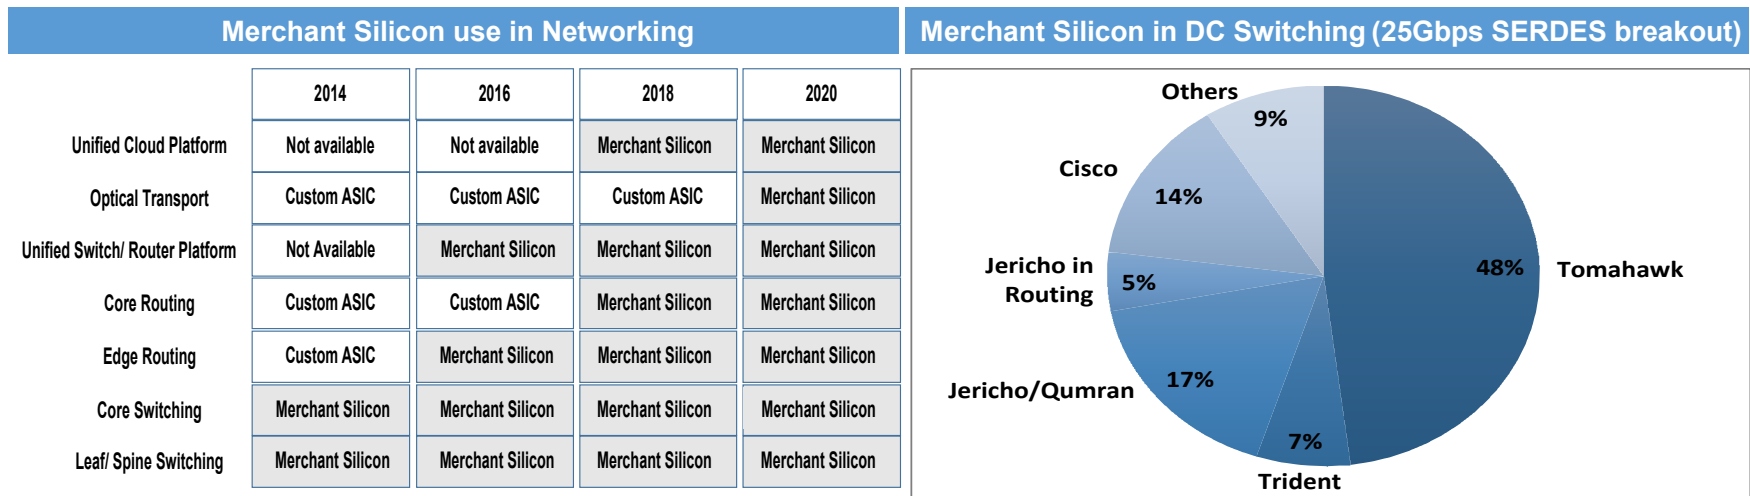 Merchant Silicon use in Networking
2014 2016 2018 2020
Unified Cloud Platform Not available Not available Merchant Silicon Merchant Silicon
Optical Transport Custom ASIC Custom ASIC Custom ASIC Merchant Silicon
Unified Switch/ Router Platform Not Available Merchant Silicon Merchant Silicon Merchant Silicon
Core Routing Custom ASIC Custom ASIC Merchant Silicon Merchant Silicon
Edge Routing Custom ASIC Merchant Silicon Merchant Silicon Merchant Silicon
Core Switching Merchant Silicon Merchant Silicon Merchant Silicon Merchant Silicon
Leaf/ Spine Switching Merchant Silicon Merchant Silicon Merchant Silicon Merchant Silicon
Merchant Silicon in DC Switching (25Gbps SERDES breakout)
Others
9%
Cisco
14%
Jericho in
Routing
5%
48% Tomahawk
Jericho/Qumran
17%
7%
Trident